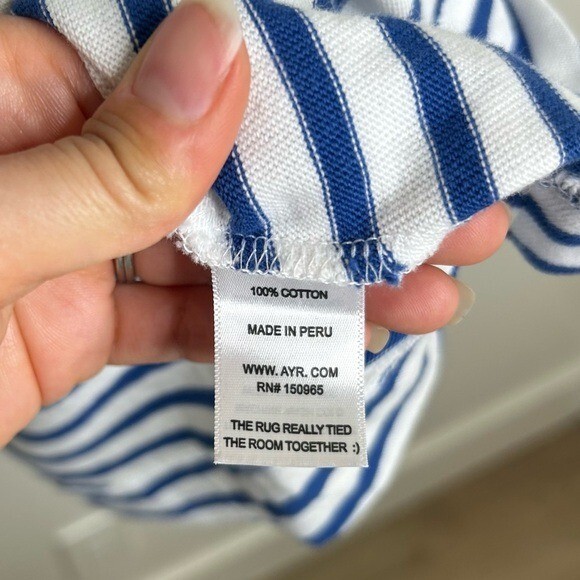 100% COTTON
MADE IN PERU
WWW. AYR. COM
RN# 150965
THE RUG REALLY TIED
THE ROOM TOGETHER :)